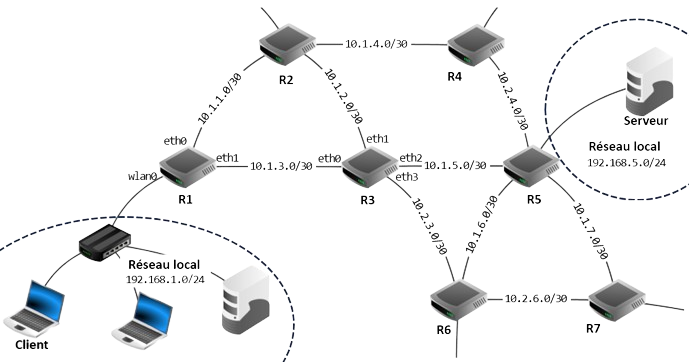 R2
10.1.4.0/30
R4
10.1.1.0/30
10.1.2.0/30
10.2.4.0/30
Serveur
Réseau local
192.168.5.0/24
eth0
eth1
wlan0
R1
10.1.3.0/30
eth0
eth1
eth2
eth3
R3
10.1.5.0/30
R5
10.2.3.0/30
10.1.6.0/30
10.1.7.0/30
Réseau local
192.168.1.0/24
Client
R6
10.2.6.0/30
R7